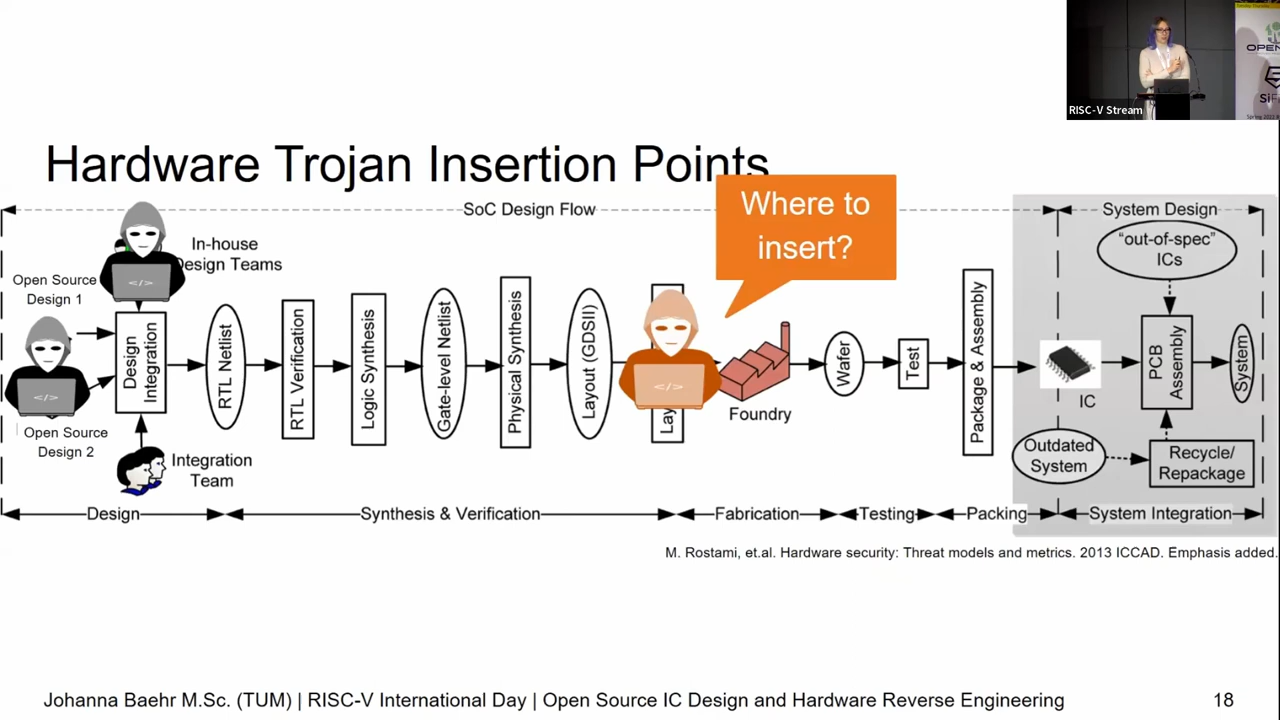 RISC-V Stream
OPEN
Hardware Trojan Insertion Points
Where to
insert?
SoC Design Flow
System Design
In-house
Design Teams
Open Source
Design 1
Open Source
Design 2
Integration
Team
Design
Integration
RTL Netlist
RTL Verification
Logic Synthesis
Gate-level Netlist
Physical Synthesis
Layout (GDSII)
Lay
</>
</>
</>
Foundry
Wafer
Test
Package & Assembly
IC
"out-of-spec"
ICs
PCB
Assembly
System
Outdated
System
Recycle/
Repackage
Design
Synthesis & Verification
Fabrication
Testing
Packing
System Integration
M. Rostami, et.al. Hardware security: Threat models and metrics. 2013 ICCAD. Emphasis added.
Johanna Baehr M.Sc. (TUM) | RISC-V International Day | Open Source IC Design and Hardware Reverse Engineering
18